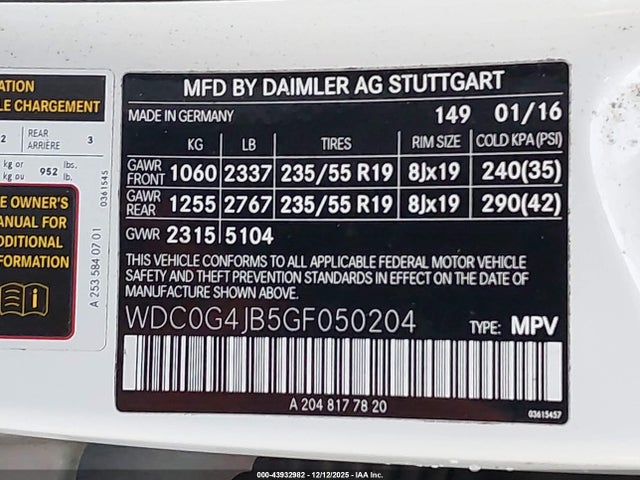 ATION
LE CHARGEMENT
2 REAR ARRIÈRE 3
kg or kg ou 952 lbs. lb.
0361545
E OWNER'S
ANUAL FOR
DDITIONAL
FORMATION
A 253 584 07 01
MFD BY DAIMLER AG STUTTGART
MADE IN GERMANY 149 01/16
KG LB TIRES RIM SIZE COLD KPA(PSI)
GAWR FRONT 1060 2337 235/55 R19 8Jx19 240(35)
GAWR REAR 1255 2767 235/55 R19 8Jx19 290(42)
GVWR 2315 5104
THIS VEHICLE CONFORMS TO ALL APPLICABLE FEDERAL MOTOR VEHICLE
SAFETY AND THEFT PREVENTION STANDARDS IN EFFECT ON THE DATE OF
MANUFACTURE SHOWN ABOVE.
WDC0G4JB5GF050204 TYPE: MPV
A 204 817 78 20
03615457
000-43932982 - 12/12/2025 - IAA Inc.